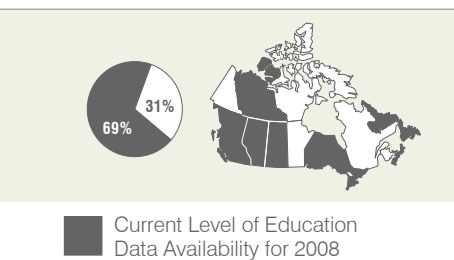 31%
69%
Current Level of Education
Data Availability for 2008